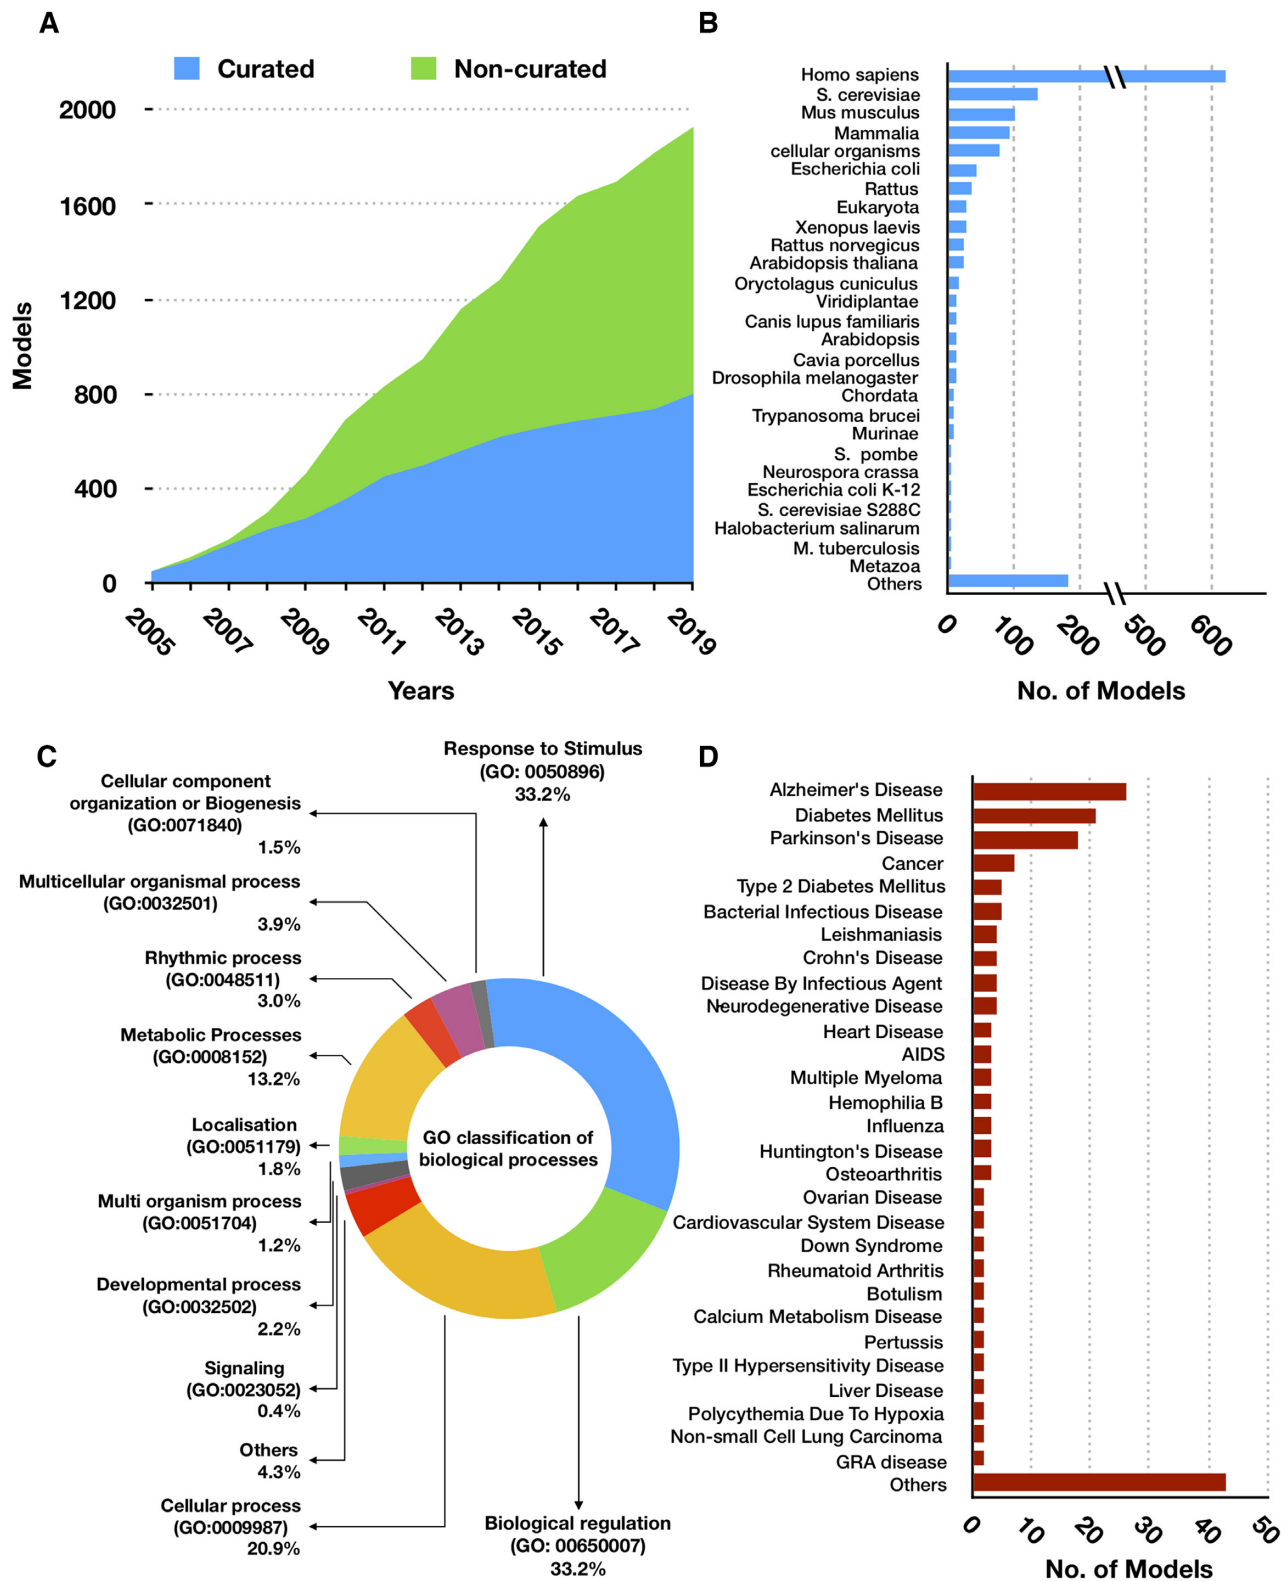 A
Curated
Non-curated
2000
1600
1200
800
400
0
Models
2005
2007
2009
2011
2013
2015
2017
2019
Years
B
Homo sapiens
S. cerevisiae
Mus musculus
Mammalia
cellular organisms
Escherichia coli
Rattus
Eukaryota
Xenopus laevis
Rattus norvegicus
Arabidopsis thaliana
Oryctolagus cuniculus
Viridiplantae
Canis lupus familiaris
Arabidopsis
Cavia porcellus
Drosophila melanogaster
Chordata
Trypanosoma brucei
Murinae
S. pombe
Neurospora crassa
Escherichia coli K-12
S. cerevisiae S288C
Halobacterium salinarum
M. tuberculosis
Metazoa
Others
0
100
200
500
600
No. of Models
C
Response to Stimulus
(GO: 0050896)
33.2%
Cellular component
organization or Biogenesis
(GO:0071840)
1.5%
Multicellular organismal process
(GO:0032501)
3.9%
Rhythmic process
(GO:0048511)
3.0%
Metabolic Processes
(GO:0008152)
13.2%
Localisation
(GO:0051179)
1.8%
Multi organism process
(GO:0051704)
1.2%
Developmental process
(GO:0032502)
2.2%
Signaling
(GO:0023052)
0.4%
Others
4.3%
Cellular process
(GO:0009987)
20.9%
GO classification of
biological processes
Biological regulation
(GO: 00650007)
33.2%
D
Alzheimer's Disease
Diabetes Mellitus
Parkinson's Disease
Cancer
Type 2 Diabetes Mellitus
Bacterial Infectious Disease
Leishmaniasis
Crohn's Disease
Disease By Infectious Agent
Neurodegenerative Disease
Heart Disease
AIDS
Multiple Myeloma
Hemophilia B
Influenza
Huntington's Disease
Osteoarthritis
Ovarian Disease
Cardiovascular System Disease
Down Syndrome
Rheumatoid Arthritis
Botulism
Calcium Metabolism Disease
Pertussis
Type II Hypersensitivity Disease
Liver Disease
Polycythemia Due To Hypoxia
Non-small Cell Lung Carcinoma
GRA disease
Others
0
10
20
30
40
50
No. of Models